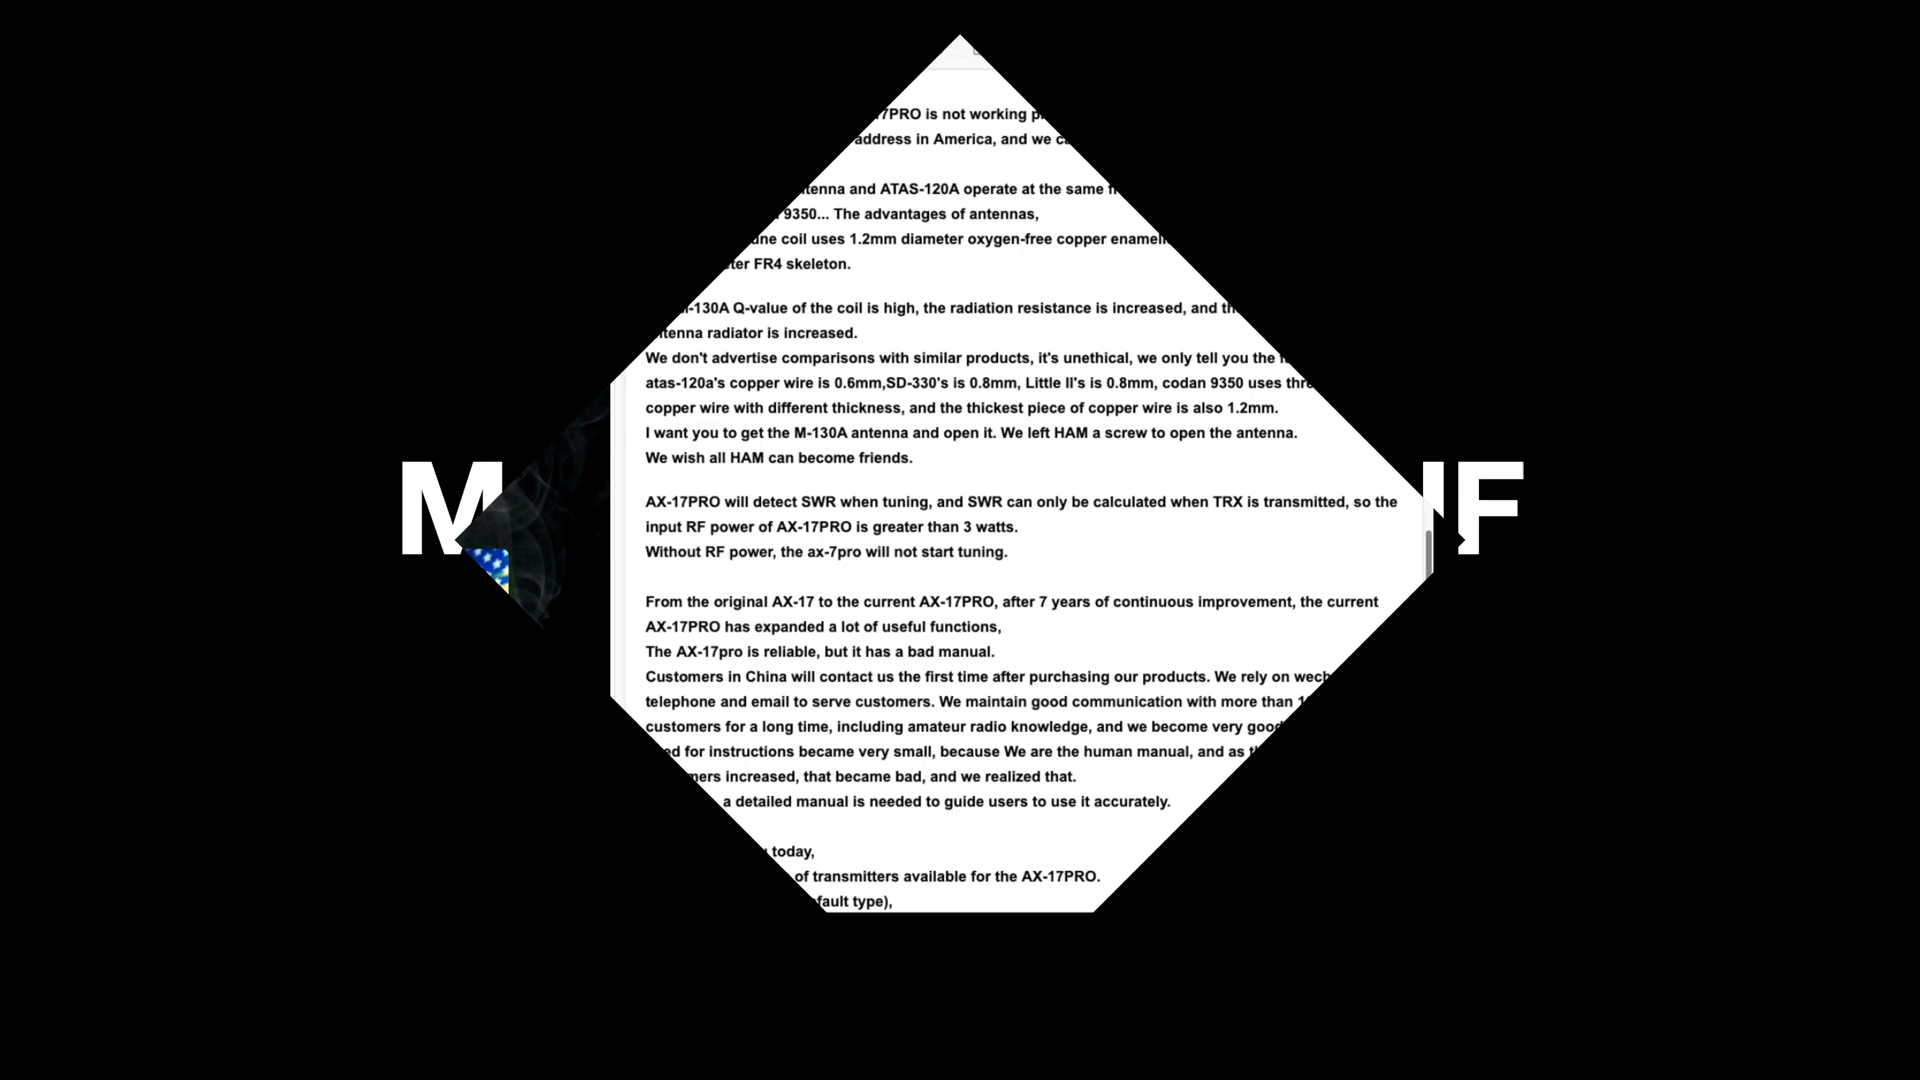 is not working
address in America, and we
and ATAS-120A operate at the same
9350... The advantages of antennas,
coil uses 1.2mm diameter oxygen-free copper
FR4 skeleton.
Q-value of the coil is high, the radiation resistance is increased, and
radiator is increased.
We don't advertise comparisons with similar products, it's unethical, we only tell you the
atas-120a's copper wire is 0.6mm,SD-330's is 0.8mm, Little II's is 0.8mm, codan 9350 uses
copper wire with different thickness, and the thickest piece of copper wire is also 1.2mm.
I want you to get the M-130A antenna and open it. We left HAM a screw to open the antenna.
We wish all HAM can become friends.
AX-17PRO will detect SWR when tuning, and SWR can only be calculated when TRX is transmitted, so the
input RF power of AX-17PRO is greater than 3 watts.
Without RF power, the ax-7pro will not start tuning.
From the original AX-17 to the current AX-17PRO, after 7 years of continuous improvement, the current
AX-17PRO has expanded a lot of useful functions,
The AX-17pro is reliable, but it has a bad manual.
Customers in China will contact us the first time after purchasing our products. We rely on
telephone and email to serve customers. We maintain good communication with more than
customers for a long time, including amateur radio knowledge, and we become very good
for instructions became very small, because We are the human manual, and as
increased, that became bad, and we realized that.
a detailed manual is needed to guide users to use it accurately.
today,
of transmitters available for the AX-17PRO.
type),